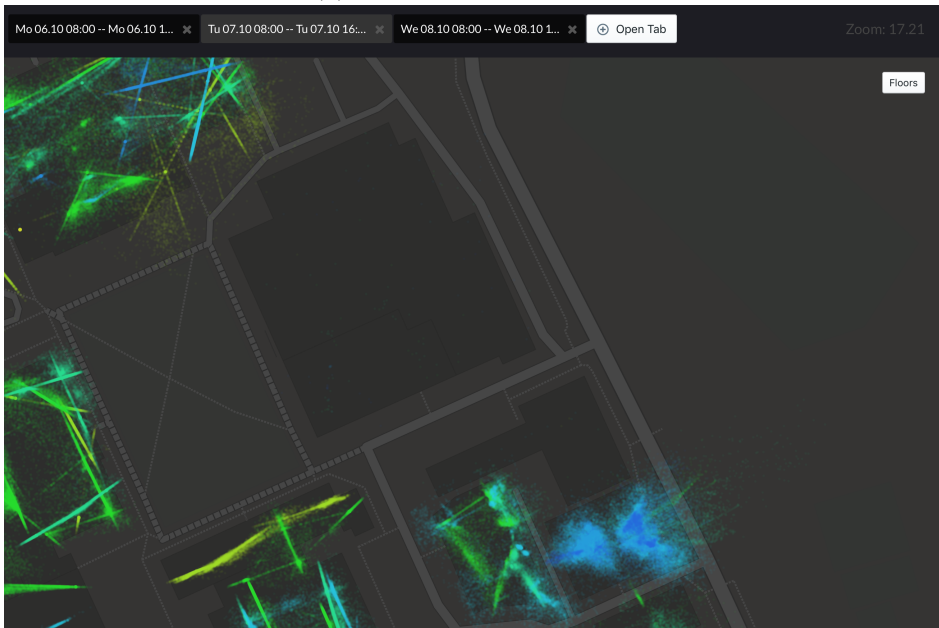 Mo 06.10 08:00 -- Mo 06.10 1...
Tu 07.10 08:00 -- Tu 07.10 16:...
We 08.10 08:00 -- We 08.10 1...
Open Tab
Zoom: 17.21
Floors